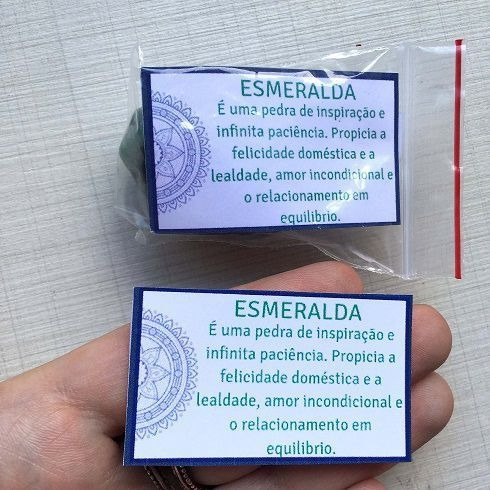 ESMERALDA
É uma pedra de inspiração e
infinita paciência. Propicia a
felicidade doméstica e a
lealdade, amor incondicional e
o relacionamento em
equilibrio.
ESMERALDA
É uma pedra de inspiração e
infinita paciência. Propicia a
felicidade doméstica e a
lealdade, amor incondicional e
o relacionamento em
equilibrio.